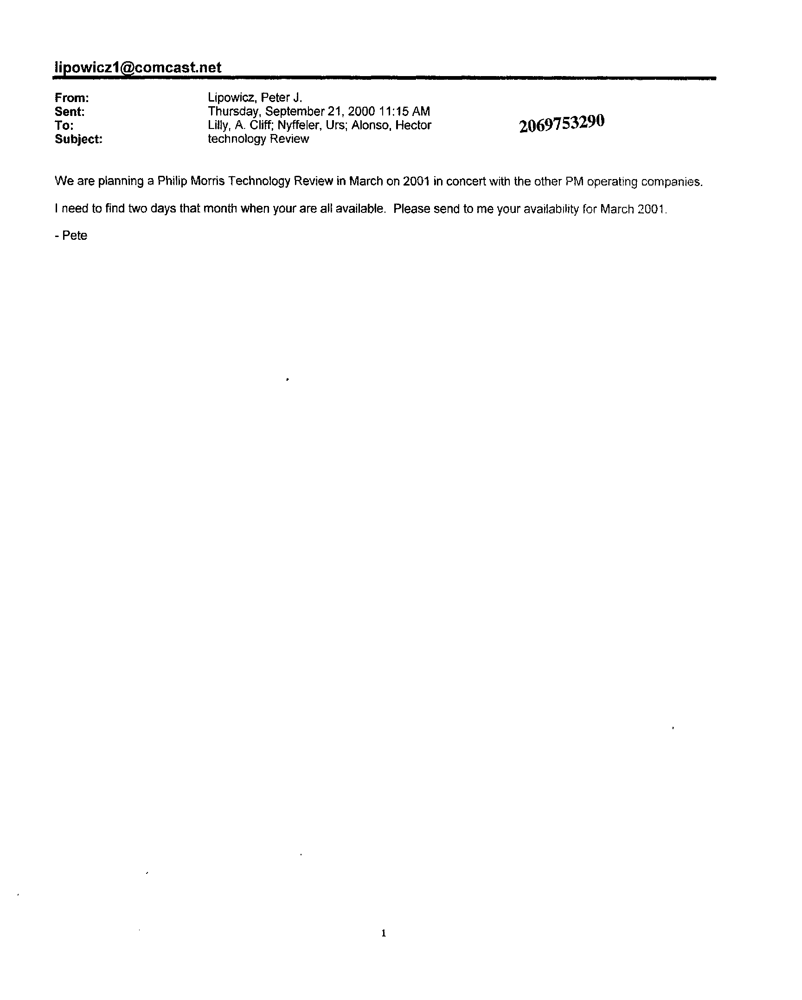 lipowicz1@comcast.net
From: Lipowicz, Peter J.
Sent: Thursday, September 21, 2000 11:15 AM
To: Lilly, A. Cliff; Nyffeler, Urs; Alonso, Hector
2069753290
Subject: technology Review
We are planning a Philip Morris Technology Review in March on 2001 in concert with the other PM operating companies.
I need to find two days that month when your are all available. Please send to me your availability for March 2001.
- Pete
1